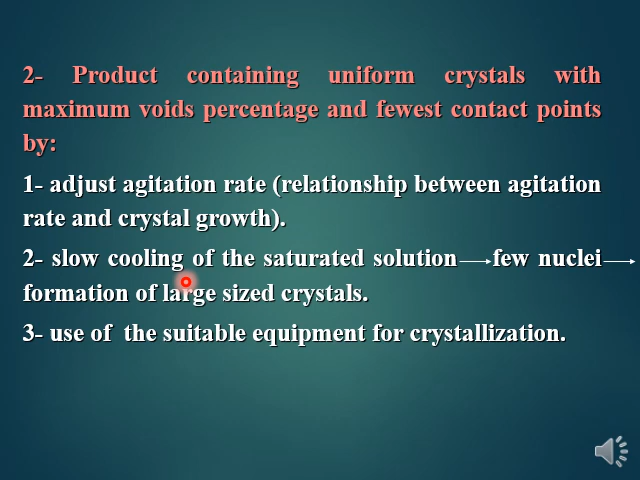 2- Product containing uniform crystals with
maximum voids percentage and fewest contact points
by:
1- adjust agitation rate (relationship between agitation
rate and crystal growth).
2- slow cooling of the saturated solution → few nuclei →
formation of large sized crystals.
3- use of the suitable equipment for crystallization.